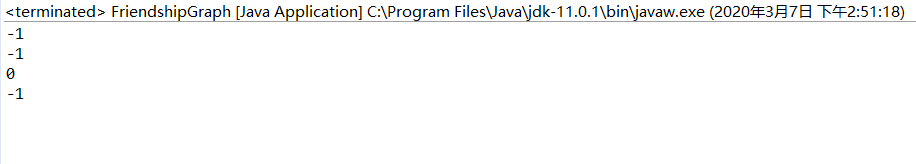 <terminated> FriendshipGraph [Java Application] C:\Program Files\Java\jdk-11.0.1\bin\javaw.exe (2020年3月7日 下午2:51:18)
-1
-1
0
-1